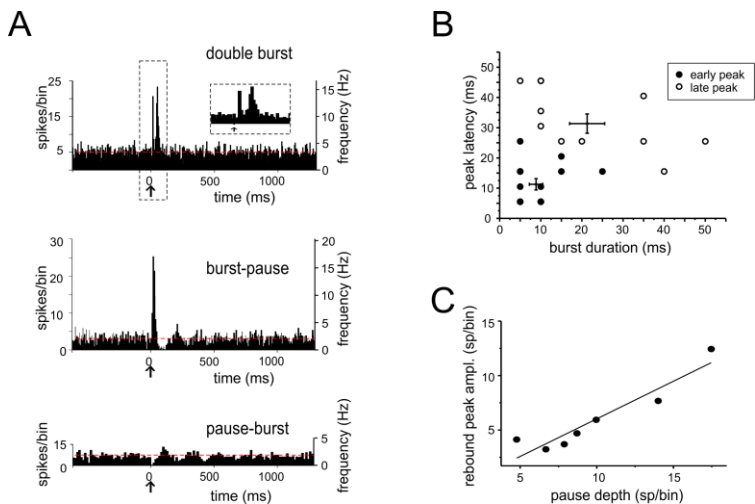 A
double burst
25
15
5
spikes/bin
15
10
5
0
frequency (Hz)
0
500
1000
time (ms)
burst-pause
30
20
10
0
spikes/bin
20
15
10
5
0
frequency (Hz)
0
500
1000
time (ms)
pause-burst
15
0
spikes/bin
5
0
frequency (Hz)
0
500
1000
time (ms)
B
early peak
late peak
50
40
30
20
10
0
peak latency (ms)
0
10
20
30
40
50
burst duration (ms)
C
15
10
5
rebound peak ampl. (sp/bin)
5
10
15
pause depth (sp/bin)